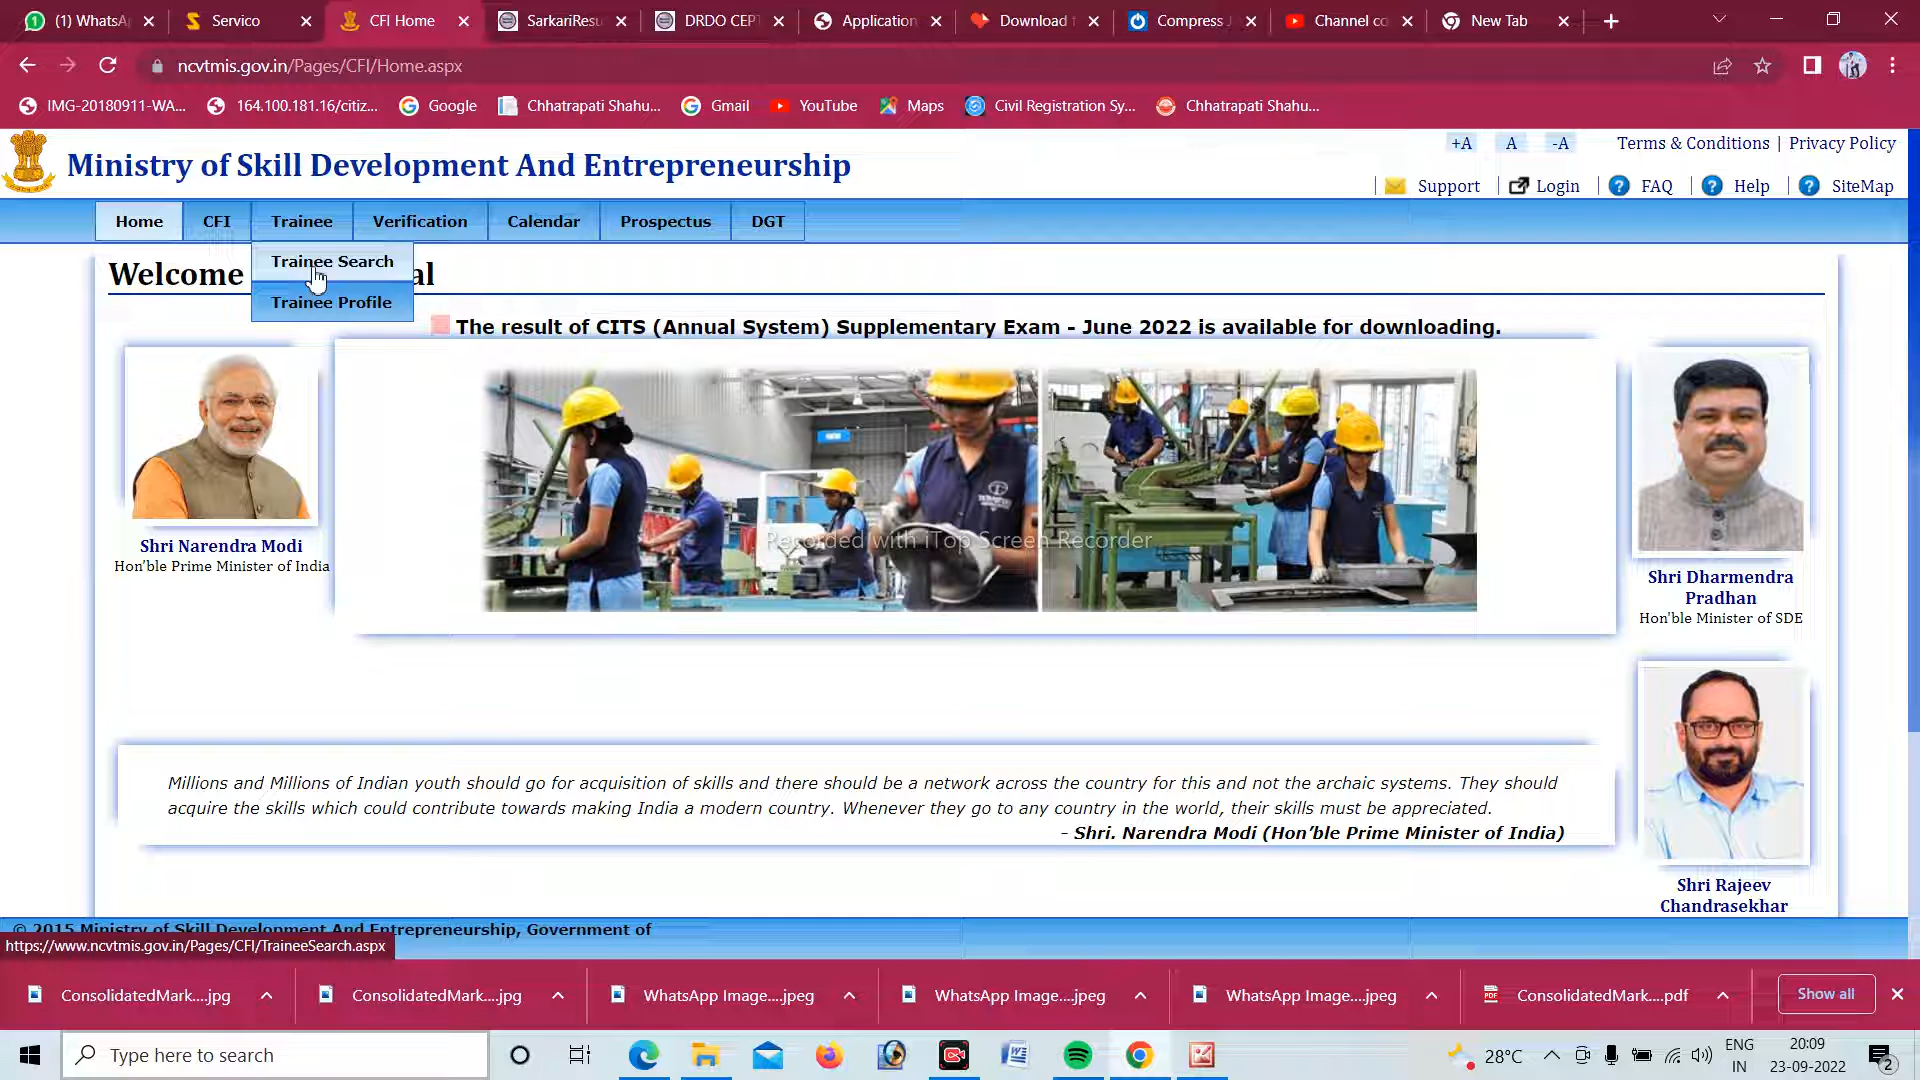 (1) WhatsA
Servico
CFI Home
SarkariResu
DRDO CEPT
Application
Download
Compress
Channel co
New Tab
ncvtmis.gov.in/Pages/CFI/Home.aspx
IMG-20180911-WA...
164.100.181.16/citiz...
Google
Chhatrapati Shahu...
Gmail
YouTube
Maps
Civil Registration Sy...
Chhatrapati Shahu...
Ministry of Skill Development And Entrepreneurship
+A A -A
Terms & Conditions | Privacy Policy
Support
Login
FAQ
Help
SiteMap
Home
CFI
Trainee
Verification
Calendar
Prospectus
DGT
Trainee Search
Trainee Profile
Welcome al
The result of CITS (Annual System) Supplementary Exam - June 2022 is available for downloading.
Shri Narendra Modi
Hon'ble Prime Minister of India
Recorded with iTop Screen Recorder
Shri Dharmendra
Pradhan
Hon'ble Minister of SDE
Millions and Millions of Indian youth should go for acquisition of skills and there should be a network across the country for this and not the archaic systems. They should
acquire the skills which could contribute towards making India a modern country. Whenever they go to any country in the world, their skills must be appreciated.
- Shri. Narendra Modi (Hon'ble Prime Minister of India)
Shri Rajeev
Chandrasekhar
© 2015 Ministry of Skill Development And Entrepreneurship, Government of
https://www.ncvtmis.gov.in/Pages/CFI/TraineeSearch.aspx
ConsolidatedMark....jpg
ConsolidatedMark....jpg
WhatsApp Image....jpeg
WhatsApp Image....jpeg
WhatsApp Image....jpeg
ConsolidatedMark....pdf
Show all
Type here to search
28°C
ENG
IN
20:09
23-09-2022
2